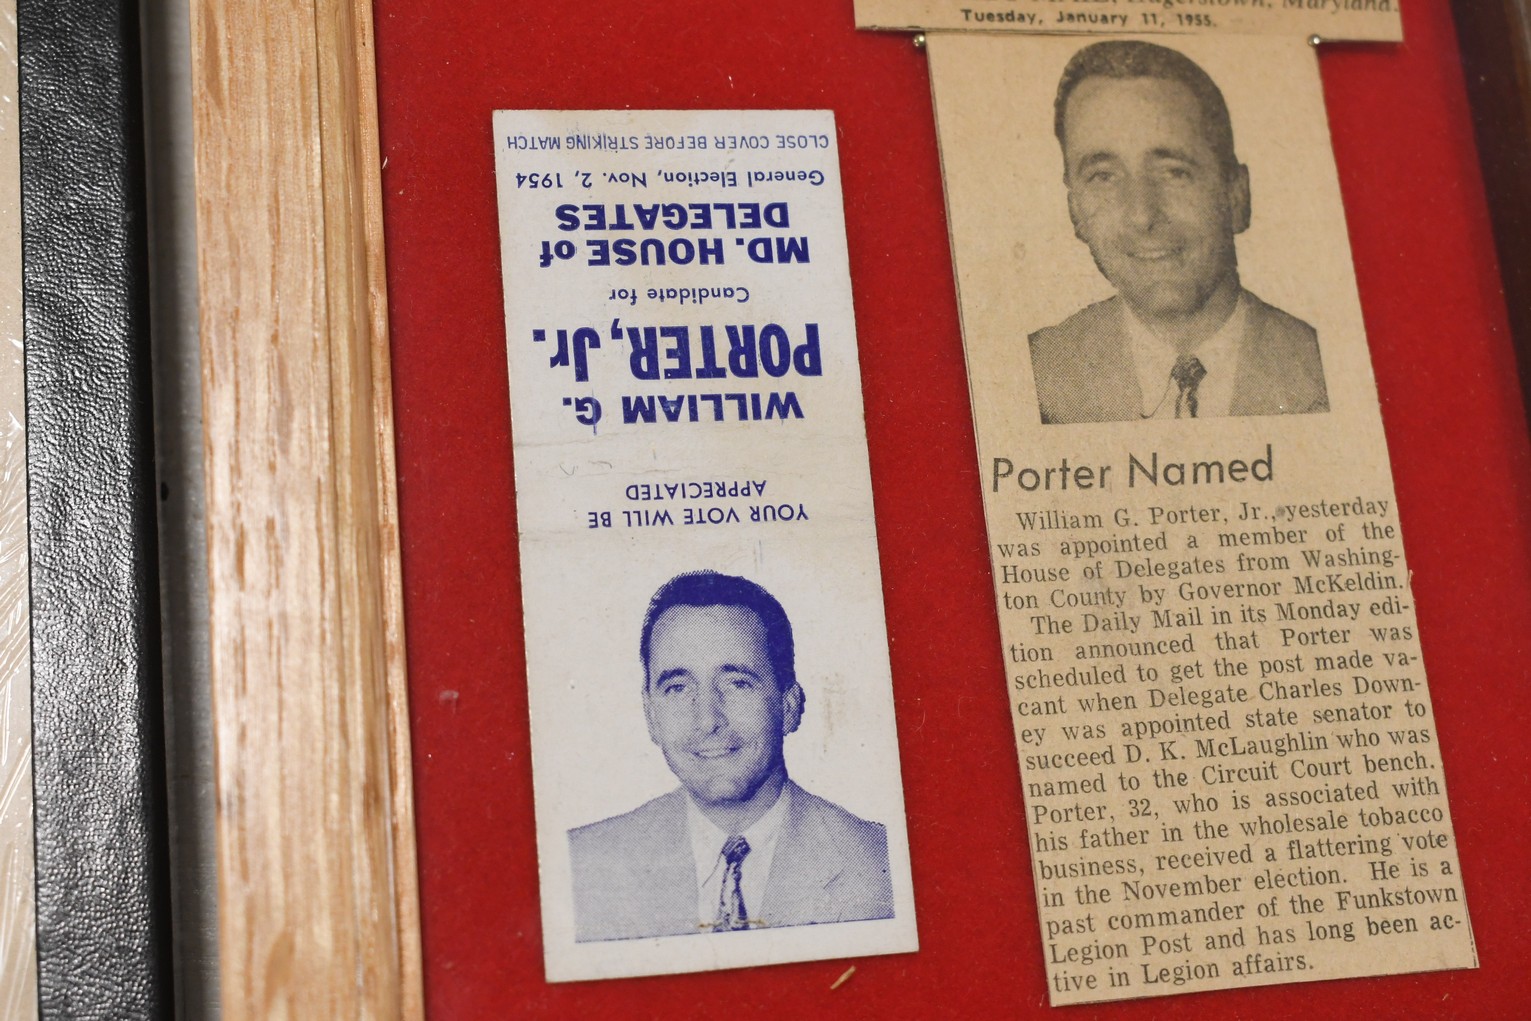 CLOSE COVER BEFORE STRIKING MATCH
General Election, Nov. 2, 1954
DELEGATES
MD. HOUSE of
Candidate for
PORTER, Jr.
WILLIAM G.
APPRECIATED
YOUR VOTE WILL BE
Hagerstown, Maryland.
Tuesday, January 11, 1955.
Porter Named
William G. Porter, Jr., yesterday
was appointed a member of the
House of Delegates from Washing-
ton County by Governor McKeldin.
The Daily Mail in its Monday edi-
tion announced that Porter was
scheduled to get the post made va-
cant when Delegate Charles Down-
ey was appointed state senator to
succeed D. K. McLaughlin who was
named to the Circuit Court bench.
Porter, 32, who is associated with
his father in the wholesale tobacco
business, received a flattering vote
in the November election. He is a
past commander of the Funkstown
Legion Post and has long been ac-
tive in Legion affairs.